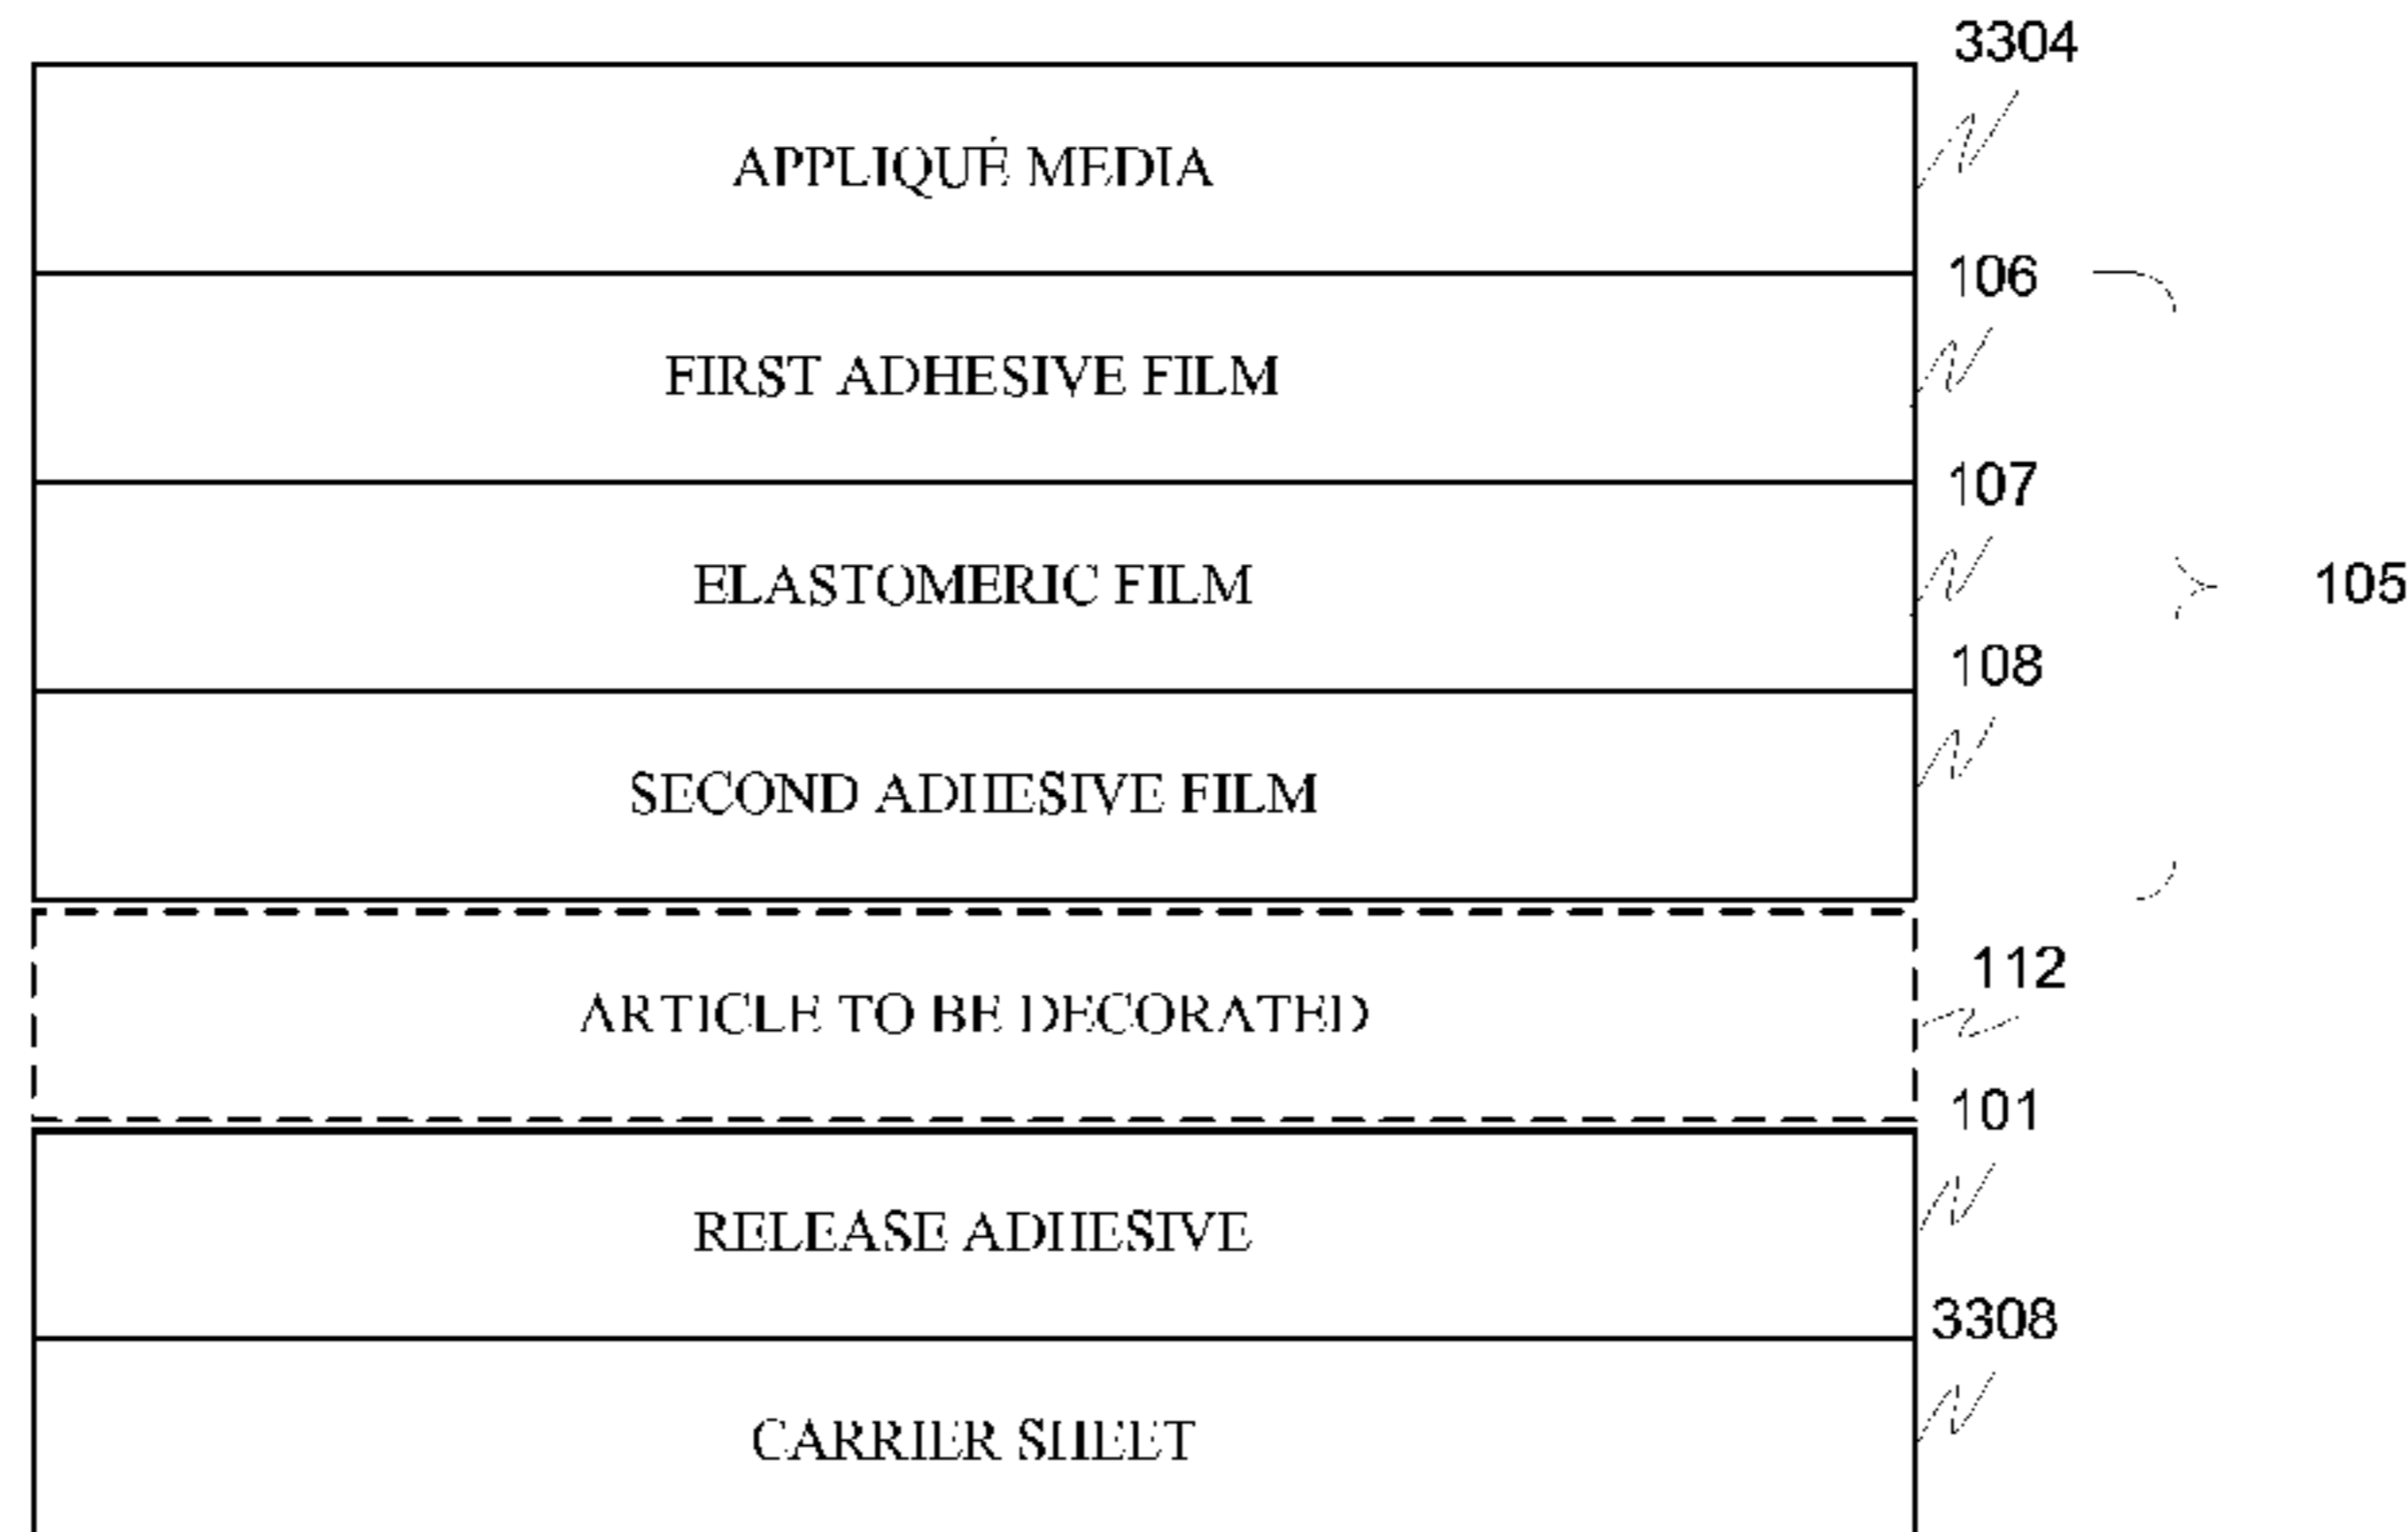 3304
APPLIQUÉ MEDIA
106
FIRST ADHESIVE FILM
107
ELASTOMERIC FILM
105
108
SECOND ADHESIVE FILM
112
ARTICLE TO BE DECORATED
101
RELEASE ADHESIVE
3308
CARRIER SHEET